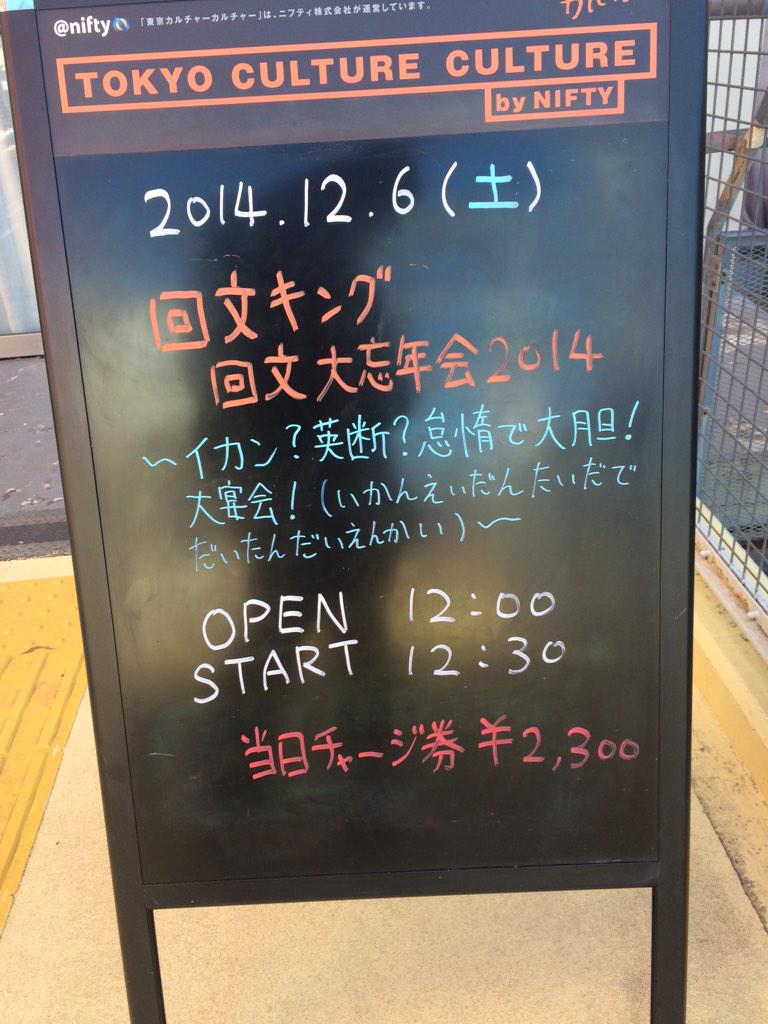 @nifty 「東京カルチャーカルチャー」は、ニフティ株式会社が運営しています。
TOKYO CULTURE CULTURE
by NIFTY
2014.12.6(土)
回文キング
回文大忘年会2014
～イカン?英断?怠惰で大胆!
大宴会!(いかんえいだんたいだで
だいたんだいえんかい)～
OPEN 12:00
START 12:30
当日チャージ券¥2,300